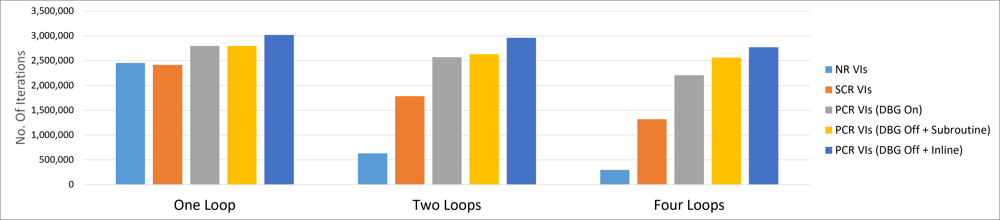 No. Of Iterations
3,500,000
3,000,000
2,500,000
2,000,000
1,500,000
1,000,000
500,000
0
One Loop
Two Loops
Four Loops
NR VIs
SCR VIs
PCR VIs (DBG On)
PCR VIs (DBG Off + Subroutine)
PCR VIs (DBG Off + Inline)